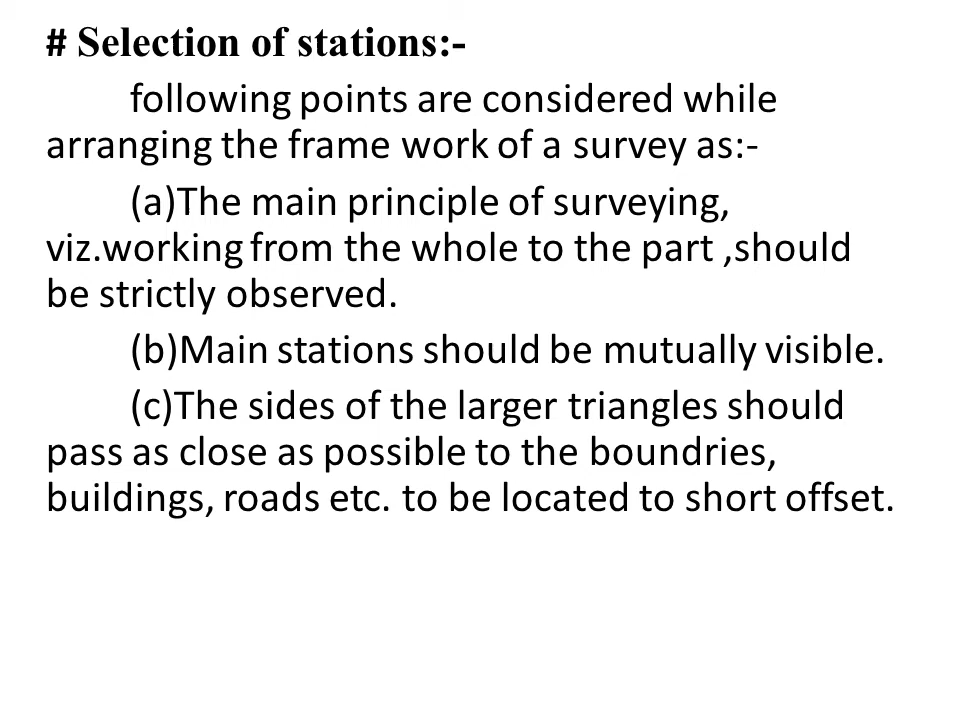 # Selection of stations:-
following points are considered while
arranging the frame work of a survey as:-
(a)The main principle of surveying,
viz.working from the whole to the part ,should
be strictly observed.
(b)Main stations should be mutually visible.
(c)The sides of the larger triangles should
pass as close as possible to the boundries,
buildings, roads etc. to be located to short offset.